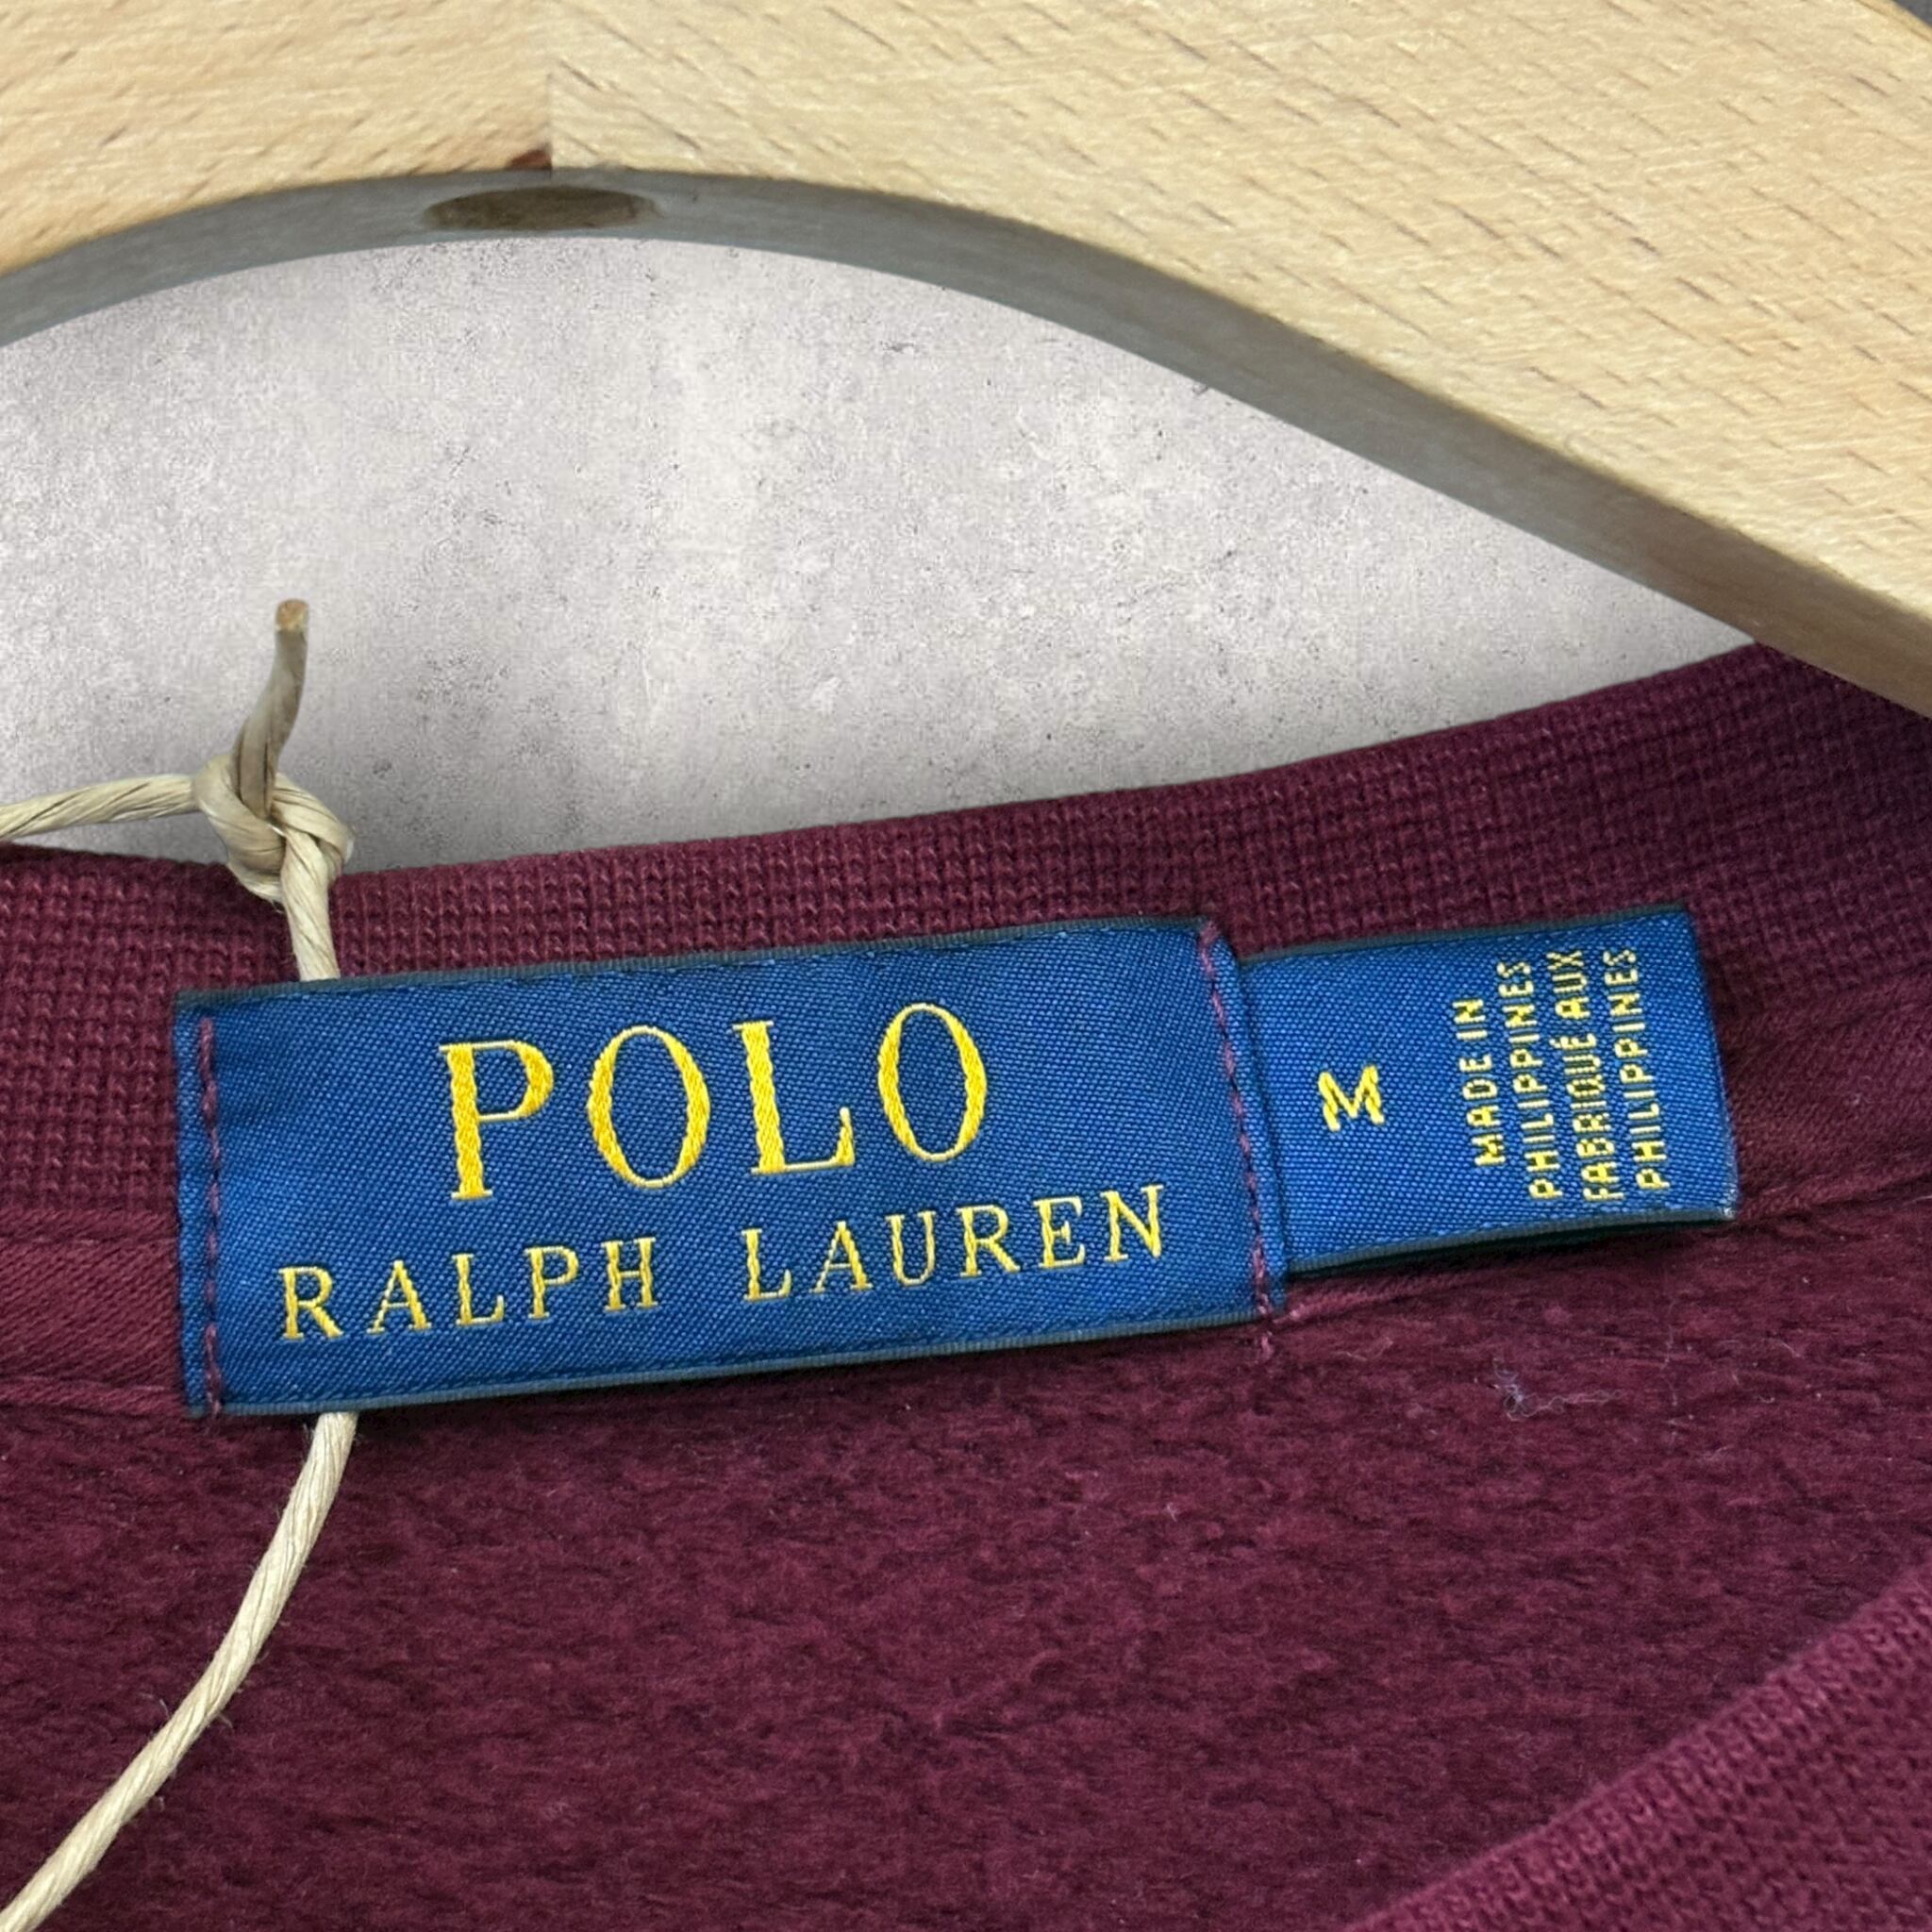 POLO
RALPH LAUREN
M
MADE IN
PHILIPPINES
FABRIQUÉ AUX
PHILIPPINES